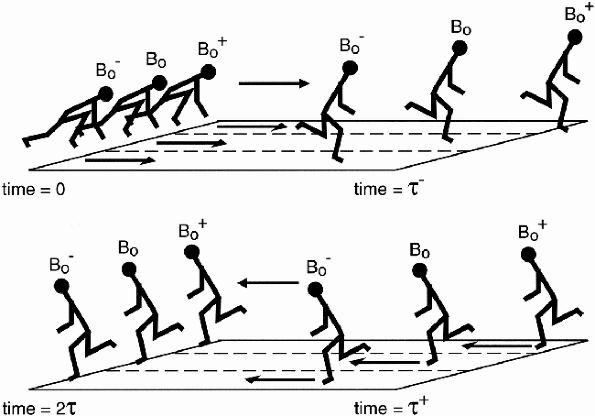 B₀⁻ B₀ B₀⁺ B₀⁻ B₀ B₀⁺
time = 0 time = τ⁻
B₀⁻ B₀ B₀⁺ B₀⁻ B₀ B₀⁺
time = 2τ time = τ⁺